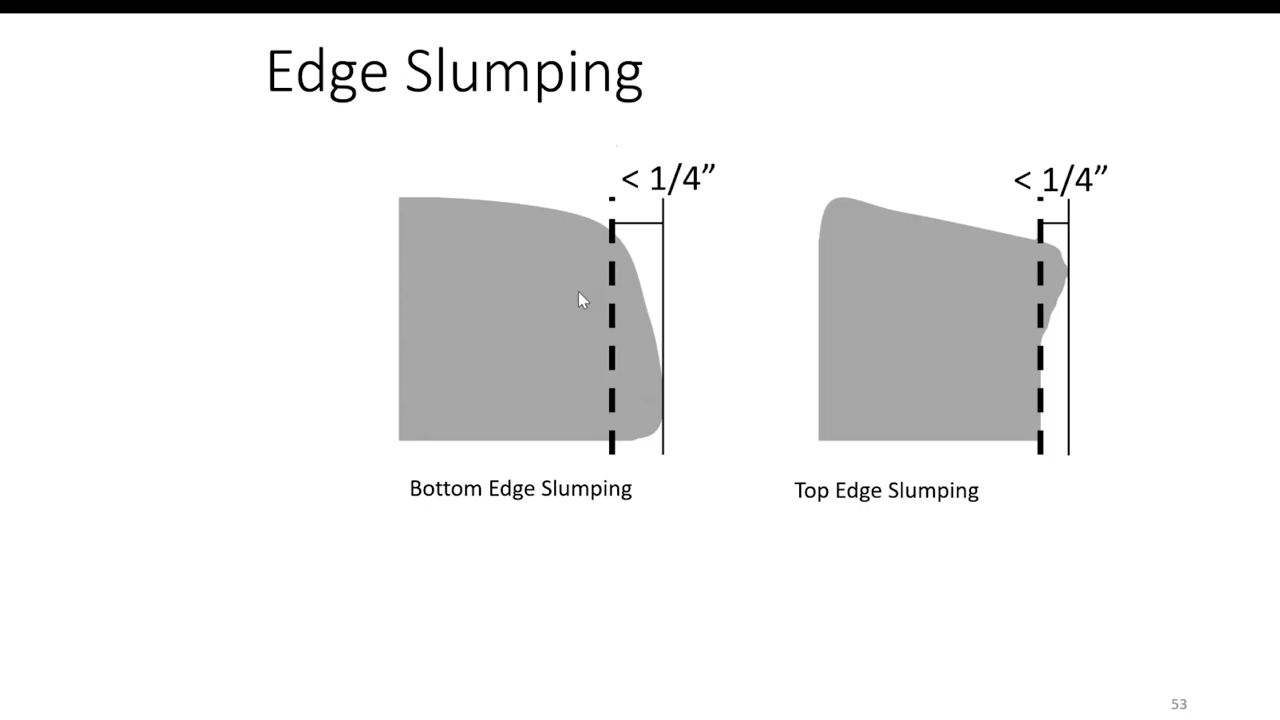 Edge Slumping
< 1/4”
< 1/4”
Bottom Edge Slumping
Top Edge Slumping
53